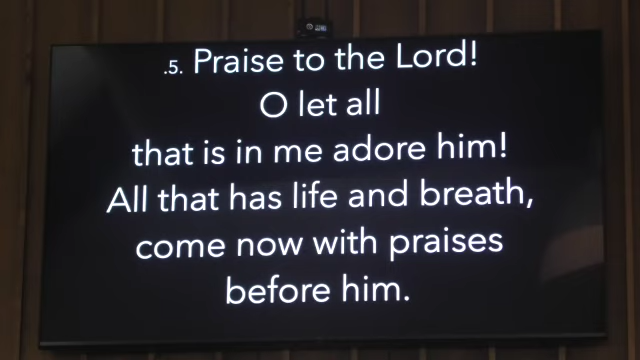 .5. Praise to the Lord!
O let all
that is in me adore him!
All that has life and breath,
come now with praises
before him.